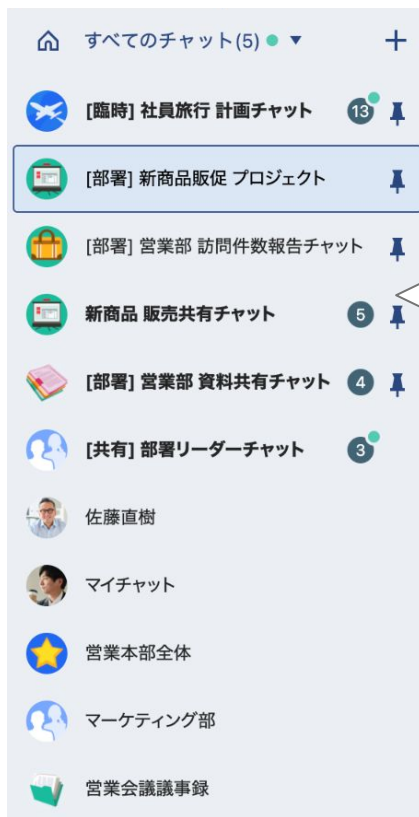 すべてのチャット(5)
[臨時] 社員旅行 計画チャット 13
[部署] 新商品販促 プロジェクト
[部署] 営業部 訪問件数報告チャット
新商品 販売共有チャット 5
[部署] 営業部 資料共有チャット 4
[共有] 部署リーダーチャット 3
佐藤直樹
マイチャット
営業本部全体
マーケティング部
営業会議議事録